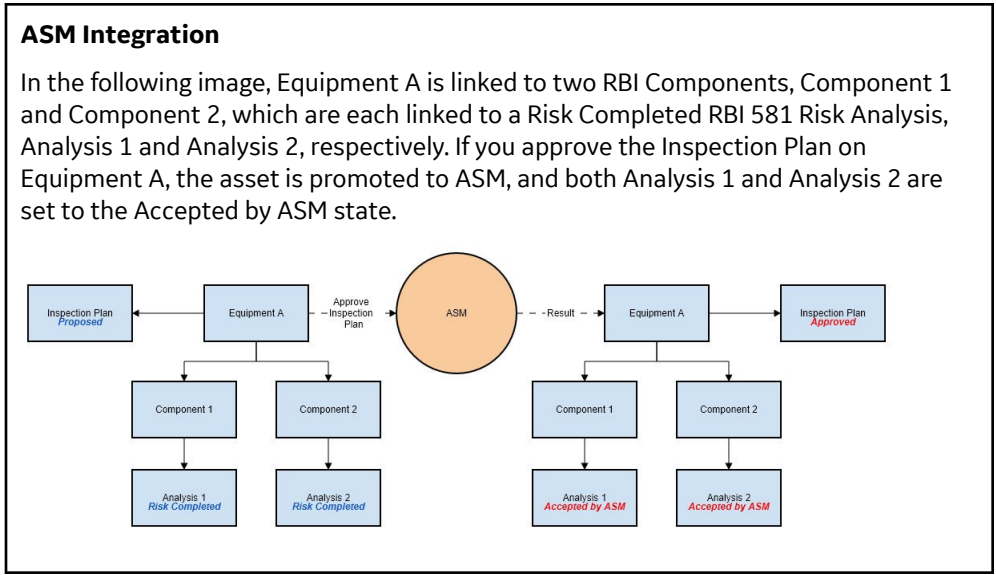 ASM Integration
In the following image, Equipment A is linked to two RBI Components, Component 1
and Component 2, which are each linked to a Risk Completed RBI 581 Risk Analysis,
Analysis 1 and Analysis 2, respectively. If you approve the Inspection Plan on
Equipment A, the asset is promoted to ASM, and both Analysis 1 and Analysis 2 are
set to the Accepted by ASM state.
Inspection Plan
Proposed
Equipment A
Approve
Inspection
Plan
ASM
Result
Equipment A
Inspection Plan
Approved
Component 1
Component 2
Component 1
Component 2
Analysis 1
Risk Completed
Analysis 2
Risk Completed
Analysis 1
Accepted by ASM
Analysis 2
Accepted by ASM